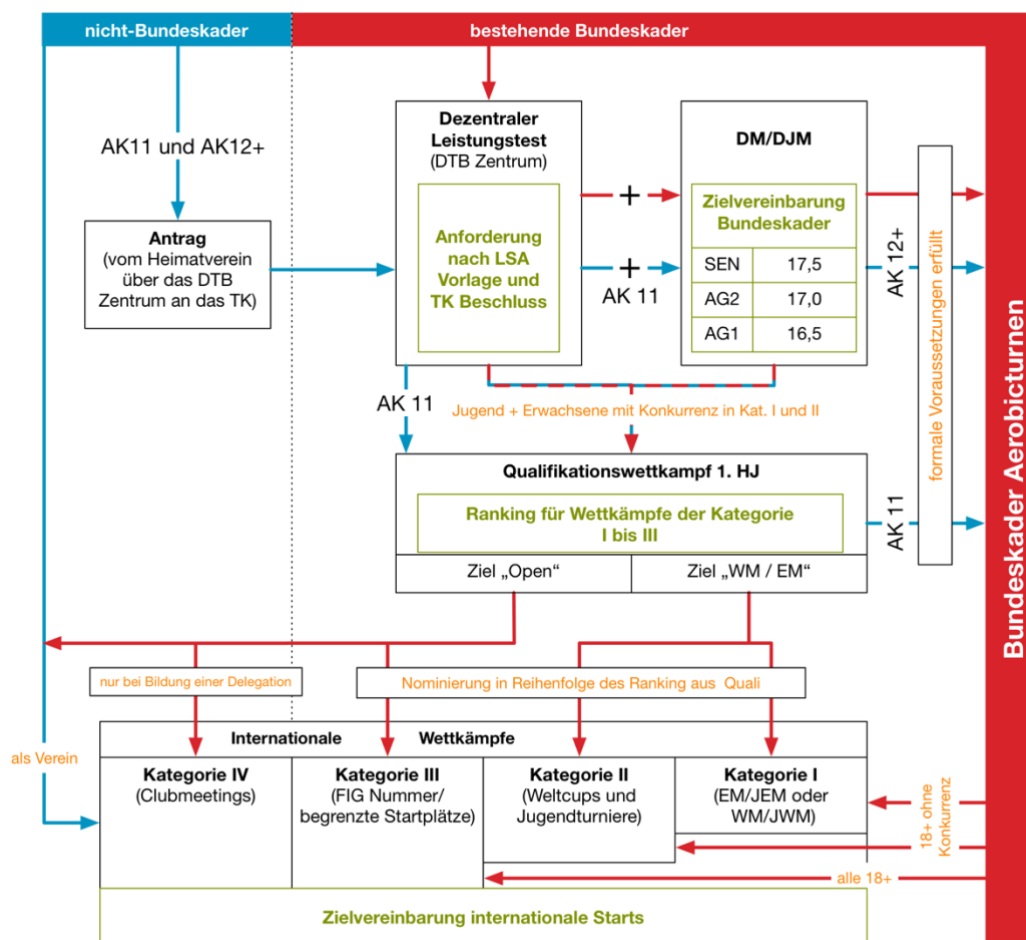 nicht-Bundeskader
bestehende Bundeskader
AK11 und AK12+
Antrag
(vom Heimatverein
über das DTB
Zentrum an das TK)
Dezentraler
Leistungstest
(DTB Zentrum)
Anforderung
nach LSA
Vorlage und
TK Beschluss
+
+
AK 11
DM/DJM
Zielvereinbarung
Bundeskader
SEN 17,5
AG2 17,0
AG1 16,5
AK 12+
formale Voraussetzungen erfüllt
Bundeskader Aerobicturnen
AK 11
Jugend + Erwachsene mit Konkurrenz in Kat. I und II
Qualifikationswettkampf 1. HJ
Ranking für Wettkämpfe der Kategorie
I bis III
Ziel „Open“
Ziel „WM / EM“
AK 11
nur bei Bildung einer Delegation
Nominierung in Reihenfolge des Ranking aus Quali
als Verein
Internationale Wettkämpfe
Kategorie IV
(Clubmeetings)
Kategorie III
(FIG Nummer/
begrenzte Startplätze)
Kategorie II
(Weltcups und
Jugendturniere)
Kategorie I
(EM/JEM oder
WM/JWM)
18+ ohne
Konkurrenz
alle 18+
Zielvereinbarung internationale Starts